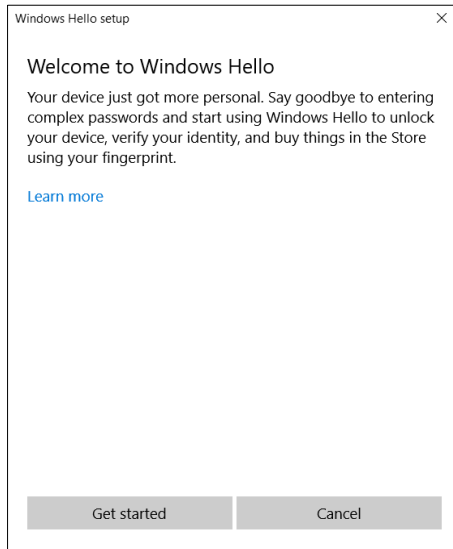 Windows Hello setup
Welcome to Windows Hello
Your device just got more personal. Say goodbye to entering
complex passwords and start using Windows Hello to unlock
your device, verify your identity, and buy things in the Store
using your fingerprint.
Learn more
Get started
Cancel